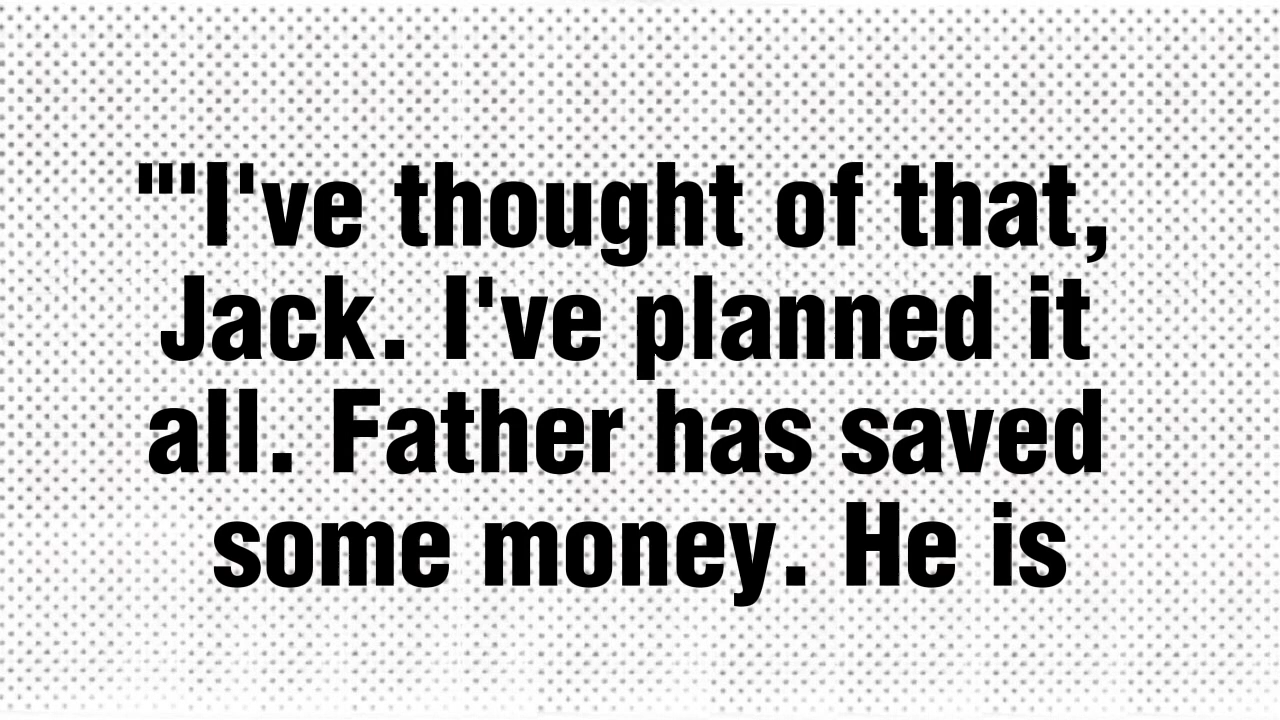 "'I've thought of that,
Jack. I've planned it
all. Father has saved
some money. He is